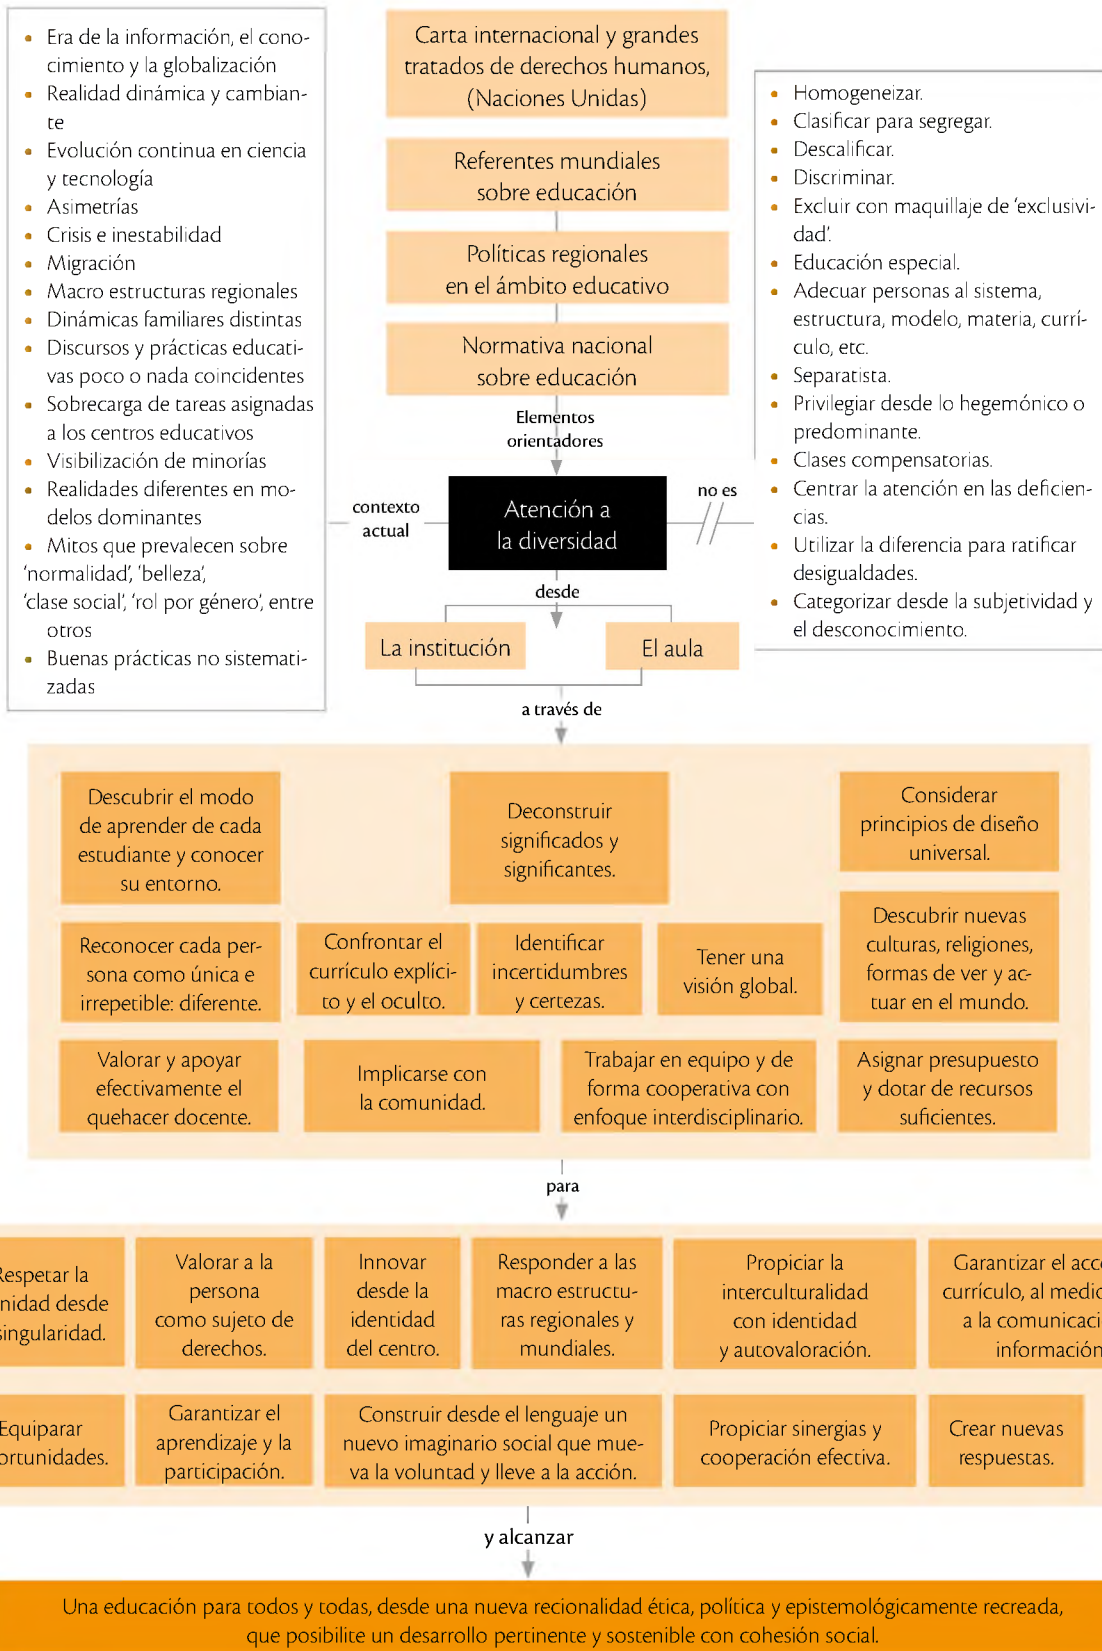 • Era de la información, el cono-
cimiento y la globalización
• Realidad dinámica y cambian-
te
• Evolución continua en ciencia
y tecnología
• Asimetrías
• Crisis e inestabilidad
• Migración
• Macro estructuras regionales
• Dinámicas familiares distintas
• Discursos y prácticas educati-
vas poco o nada coincidentes
• Sobrecarga de tareas asignadas
a los centros educativos
• Visibilización de minorías
• Realidades diferentes en mo-
delos dominantes
• Mitos que prevalecen sobre
‘normalidad’, ‘belleza’,
‘clase social’, ‘rol por género’, entre
otros
• Buenas prácticas no sistemati-
zadas
Carta internacional y grandes
tratados de derechos humanos,
(Naciones Unidas)
Referentes mundiales
sobre educación
Políticas regionales
en el ámbito educativo
Normativa nacional
sobre educación
Elementos
orientadores
• Homogeneizar.
• Clasificar para segregar.
• Descalificar.
• Discriminar.
• Excluir con maquillaje de ‘exclusivi-
dad’.
• Educación especial.
• Adecuar personas al sistema,
estructura, modelo, materia, currí-
culo, etc.
• Separatista.
• Privilegiar desde lo hegemónico o
predominante.
• Clases compensatorias.
• Centrar la atención en las deficien-
cias.
• Utilizar la diferencia para ratificar
desigualdades.
• Categorizar desde la subjetividad y
el desconocimiento.
contexto
actual
Atención a
la diversidad
no es
desde
La institución
El aula
a través de
Descubrir el modo
de aprender de cada
estudiante y conocer
su entorno.
Deconstruir
significados y
significantes.
Considerar
principios de diseño
universal.
Reconocer cada per-
sona como única e
irrepetible: diferente.
Confrontar el
currículo explíci-
to y el oculto.
Identificar
incertidumbres
y certezas.
Tener una
visión global.
Descubrir nuevas
culturas, religiones,
formas de ver y ac-
tuar en el mundo.
Valorar y apoyar
efectivamente el
quehacer docente.
Implicarse con
la comunidad.
Trabajar en equipo y de
forma cooperativa con
enfoque interdisciplinario.
Asignar presupuesto
y dotar de recursos
suficientes.
para
Respetar la
nidad desde
singularidad.
Valorar a la
persona
como sujeto de
derechos.
Innovar
desde la
identidad
del centro.
Responder a las
macro estructu-
ras regionales y
mundiales.
Propiciar la
interculturalidad
con identidad
y autovaloración.
Garantizar el acc
currículo, al medio
a la comunicaci
información
Equiparar
ortunidades.
Garantizar el
aprendizaje y la
participación.
Construir desde el lenguaje un
nuevo imaginario social que mue-
va la voluntad y lleve a la acción.
Propiciar sinergias y
cooperación efectiva.
Crear nuevas
respuestas.
y alcanzar
Una educación para todos y todas, desde una nueva recionalidad ética, política y epistemológicamente recreada,
que posibilite un desarrollo pertinente y sostenible con cohesión social.